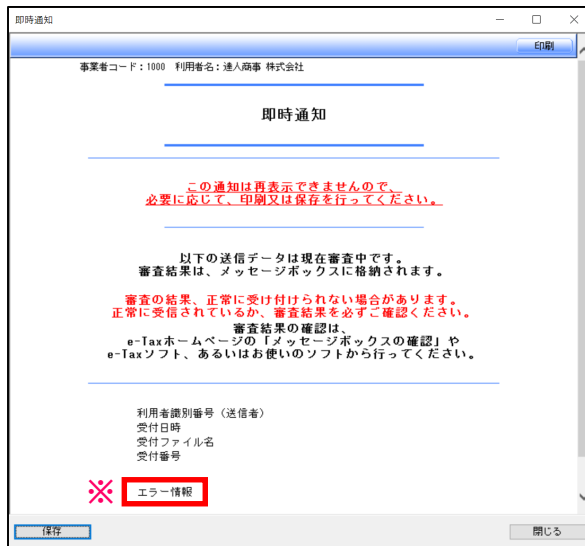 即時通知
印刷
事業者コード：1000 利用者名：達人商事 株式会社
即時通知
この通知は再表示できませんので、
必要に応じて、印刷又は保存を行ってください。
以下の送信データは現在審査中です。
審査結果は、メッセージボックスに格納されます。
審査の結果、正常に受け付けられない場合があります。
正常に受信されているか、審査結果を必ずご確認ください。
審査結果の確認は、
e-Taxホームページの「メッセージボックスの確認」や
e-Taxソフト、あるいはお使いのソフトから行ってください。
利用者識別番号（送信者）
受付日時
受付ファイル名
受付番号
※ エラー情報
保存
閉じる